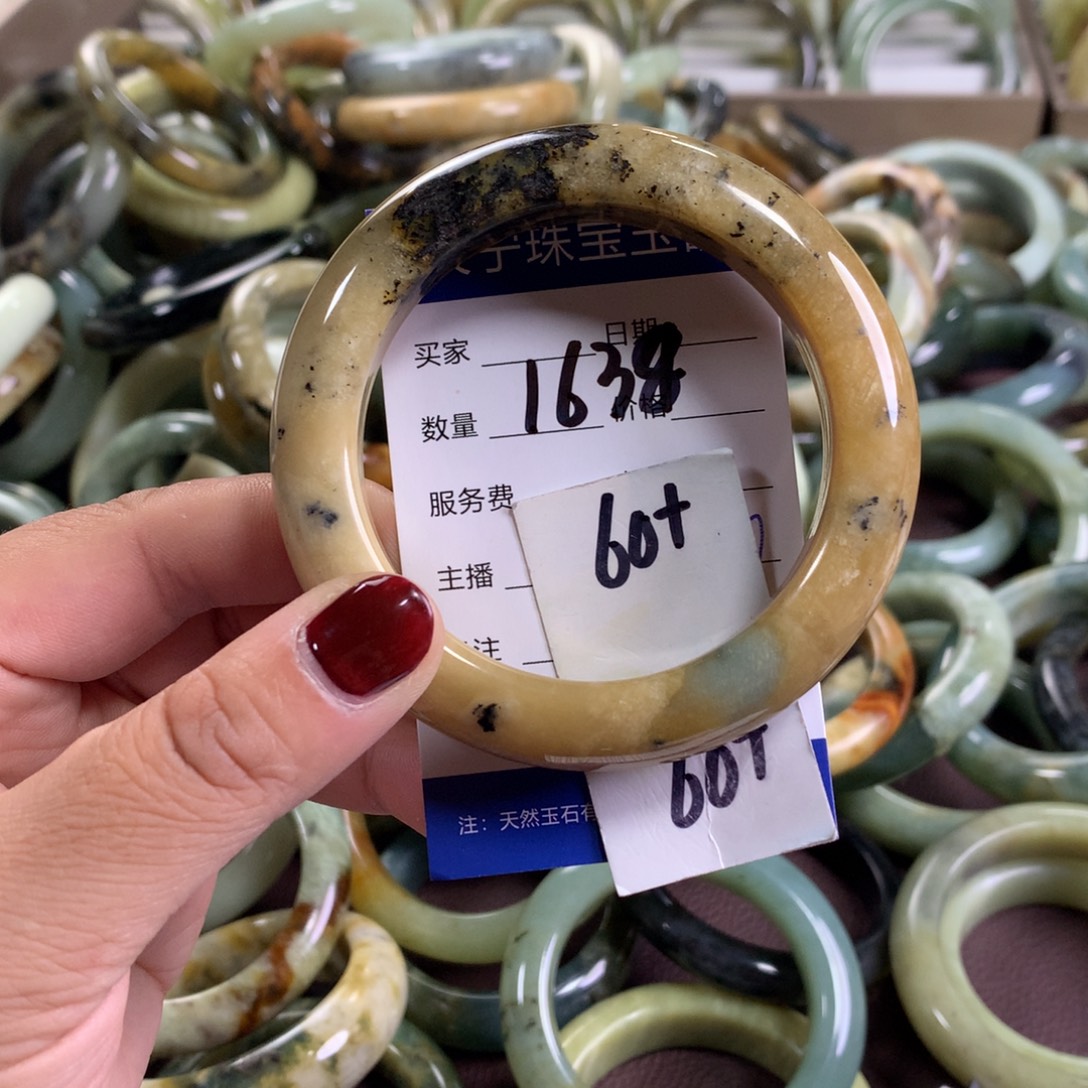 珠宝玉
买家 日期
1638
数量 价格
服务费
60+
主播
注
60+
注：天然玉石有